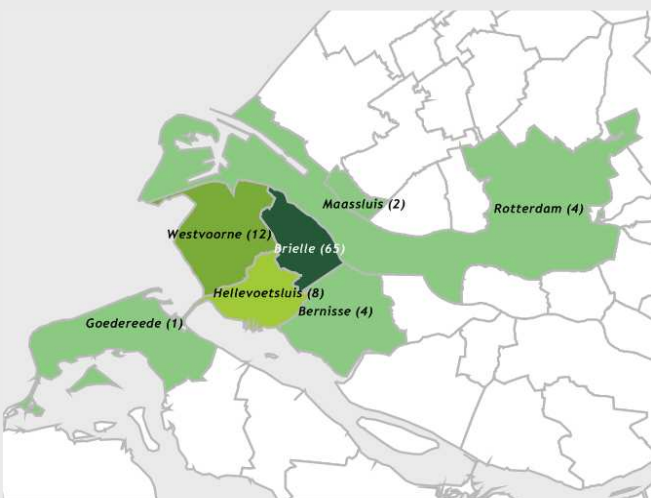 Maassluis (2)
Rotterdam (4)
Westvoorne (12)
Brielle (65)
Hellevoetsluis (8)
Bernisse (4)
Goedereede (1)